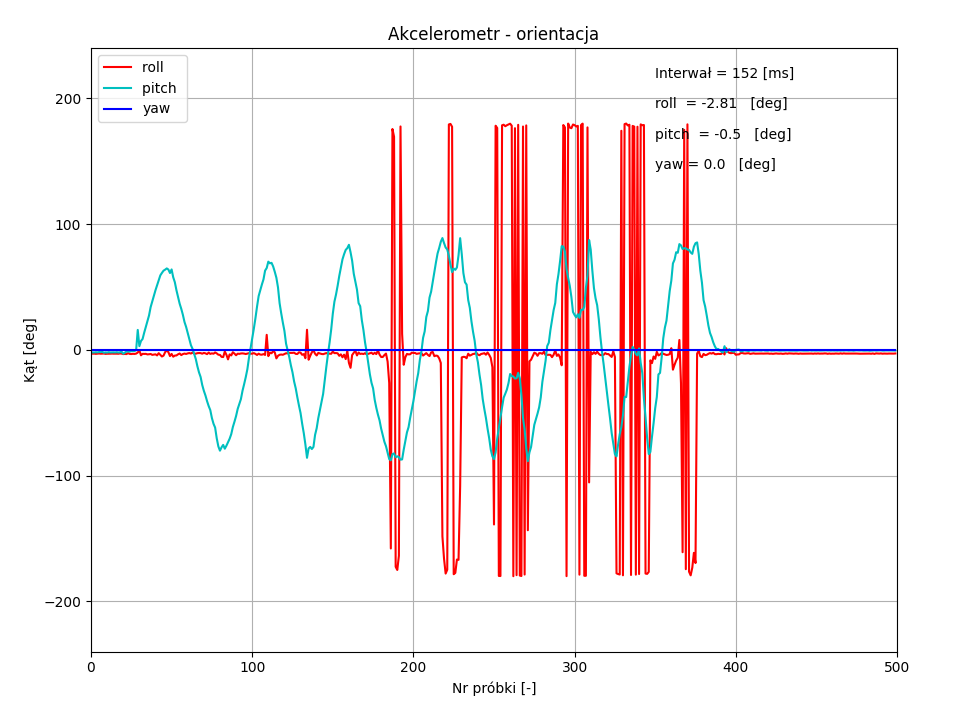 Akcelerometr - orientacja
roll
pitch
yaw
Interwał = 152 [ms]
roll = -2.81 [deg]
pitch = -0.5 [deg]
yaw = 0.0 [deg]
Kąt [deg]
200
100
0
−100
−200
0 100 200 300 400 500
Nr próbki [-]